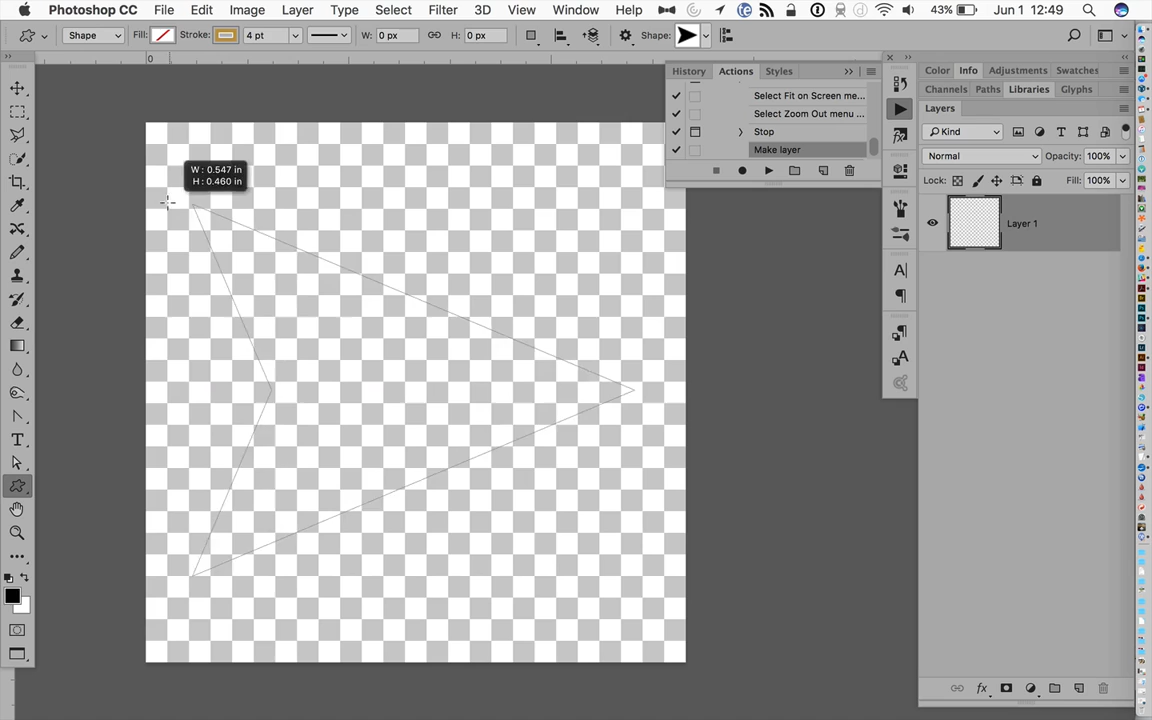 Photoshop CC File Edit Image Layer Type Select Filter 3D View Window Help 43% Jun 1 12:49
Shape Fill: Stroke: 4 pt W: 0 px H: 0 px Shape:
0
History Actions Styles
Select Fit on Screen me...
Select Zoom Out menu ...
Stop
Make layer
Color Info Adjustments Swatches
Channels Paths Libraries Glyphs
Layers
Kind
Normal Opacity: 100%
Lock: Fill: 100%
Layer 1
W : 0.547 in
H : 0.460 in
fx